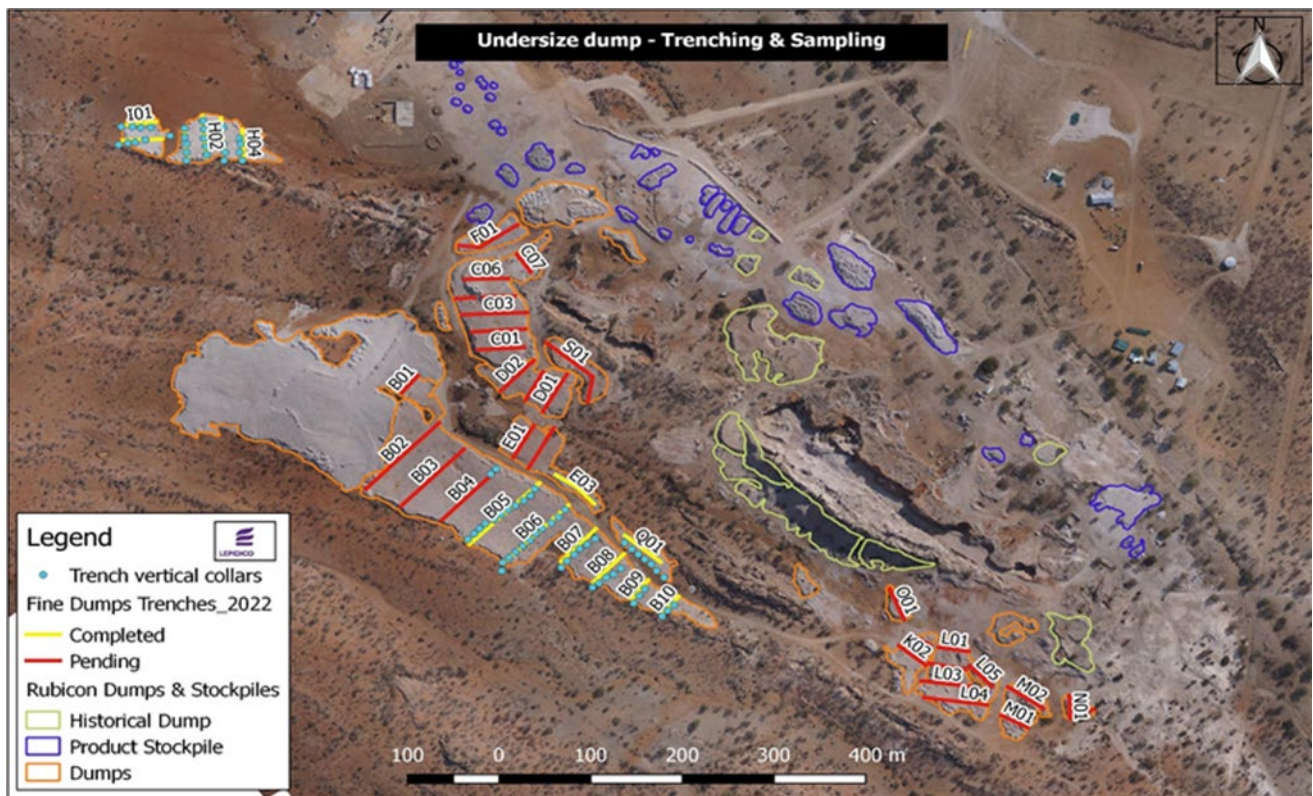 Undersize dump - Trenching & Sampling
N
I01
H02
H04
F01
C07
C06
C03
C01
S01
D02
D01
B01
E01
B02
B03
B04
E03
B05
B06
B07
Q01
B08
B09
B10
O01
K02
L01
L03
L05
L04
M02
M01
N01
Legend
LEPIDICO
Trench vertical collars
Fine Dumps Trenches_2022
Completed
Pending
Rubicon Dumps & Stockpiles
Historical Dump
Product Stockpile
Dumps
100 0 100 200 300 400 m